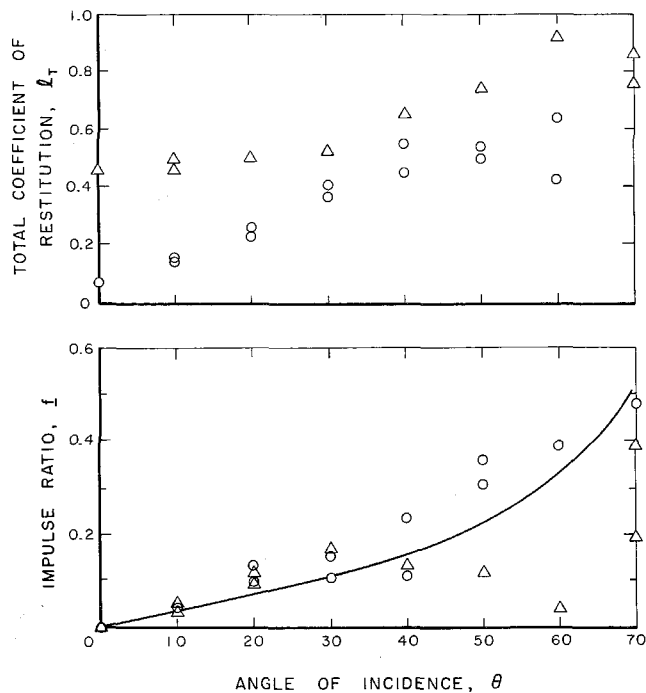 TOTAL COEFFICIENT OF
RESTITUTION, ℓ_T
1.0
0.8
0.6
0.4
0.2
0
IMPULSE RATIO, f
0.6
0.4
0.2
0 10 20 30 40 50 60 70
ANGLE OF INCIDENCE, θ